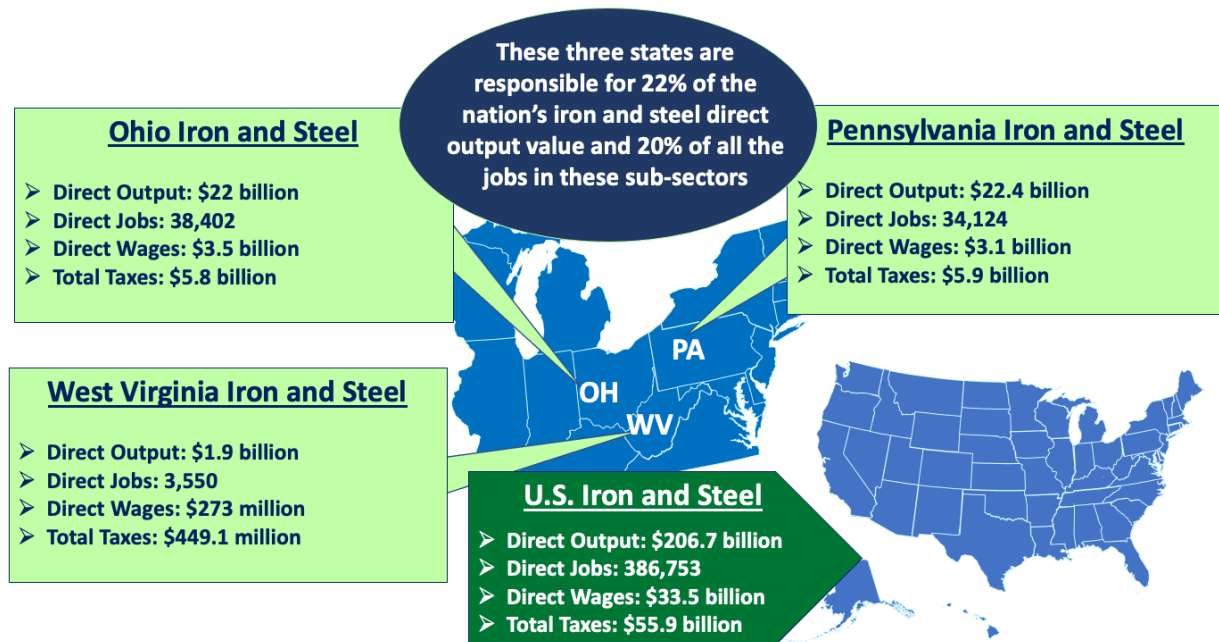 These three states are
responsible for 22% of the
nation’s iron and steel direct
output value and 20% of all the
jobs in these sub-sectors
Ohio Iron and Steel
➢ Direct Output: $22 billion
➢ Direct Jobs: 38,402
➢ Direct Wages: $3.5 billion
➢ Total Taxes: $5.8 billion
Pennsylvania Iron and Steel
➢ Direct Output: $22.4 billion
➢ Direct Jobs: 34,124
➢ Direct Wages: $3.1 billion
➢ Total Taxes: $5.9 billion
PA
OH
WV
West Virginia Iron and Steel
➢ Direct Output: $1.9 billion
➢ Direct Jobs: 3,550
➢ Direct Wages: $273 million
➢ Total Taxes: $449.1 million
U.S. Iron and Steel
➢ Direct Output: $206.7 billion
➢ Direct Jobs: 386,753
➢ Direct Wages: $33.5 billion
➢ Total Taxes: $55.9 billion